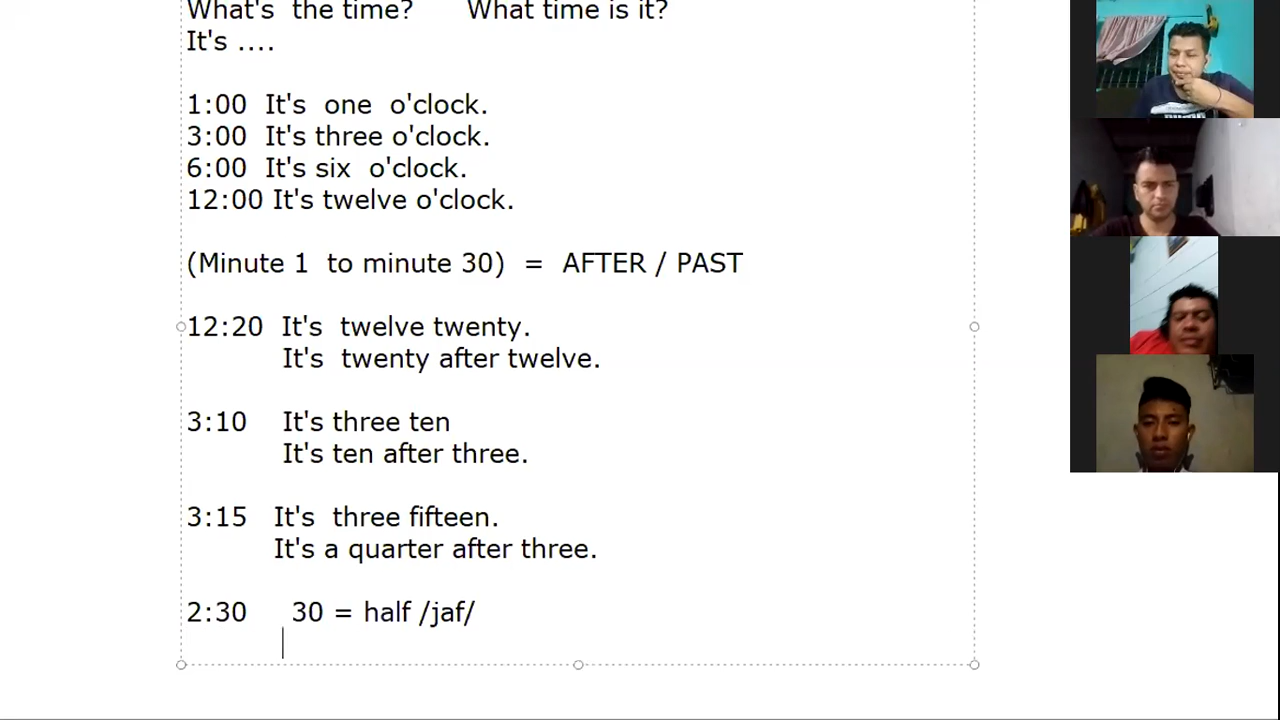 What's the time? What time is it?
It's ....
1:00 It's one o'clock.
3:00 It's three o'clock.
6:00 It's six o'clock.
12:00 It's twelve o'clock.
(Minute 1 to minute 30) = AFTER / PAST
12:20 It's twelve twenty.
It's twenty after twelve.
3:10 It's three ten
It's ten after three.
3:15 It's three fifteen.
It's a quarter after three.
2:30 30 = half /jaf/